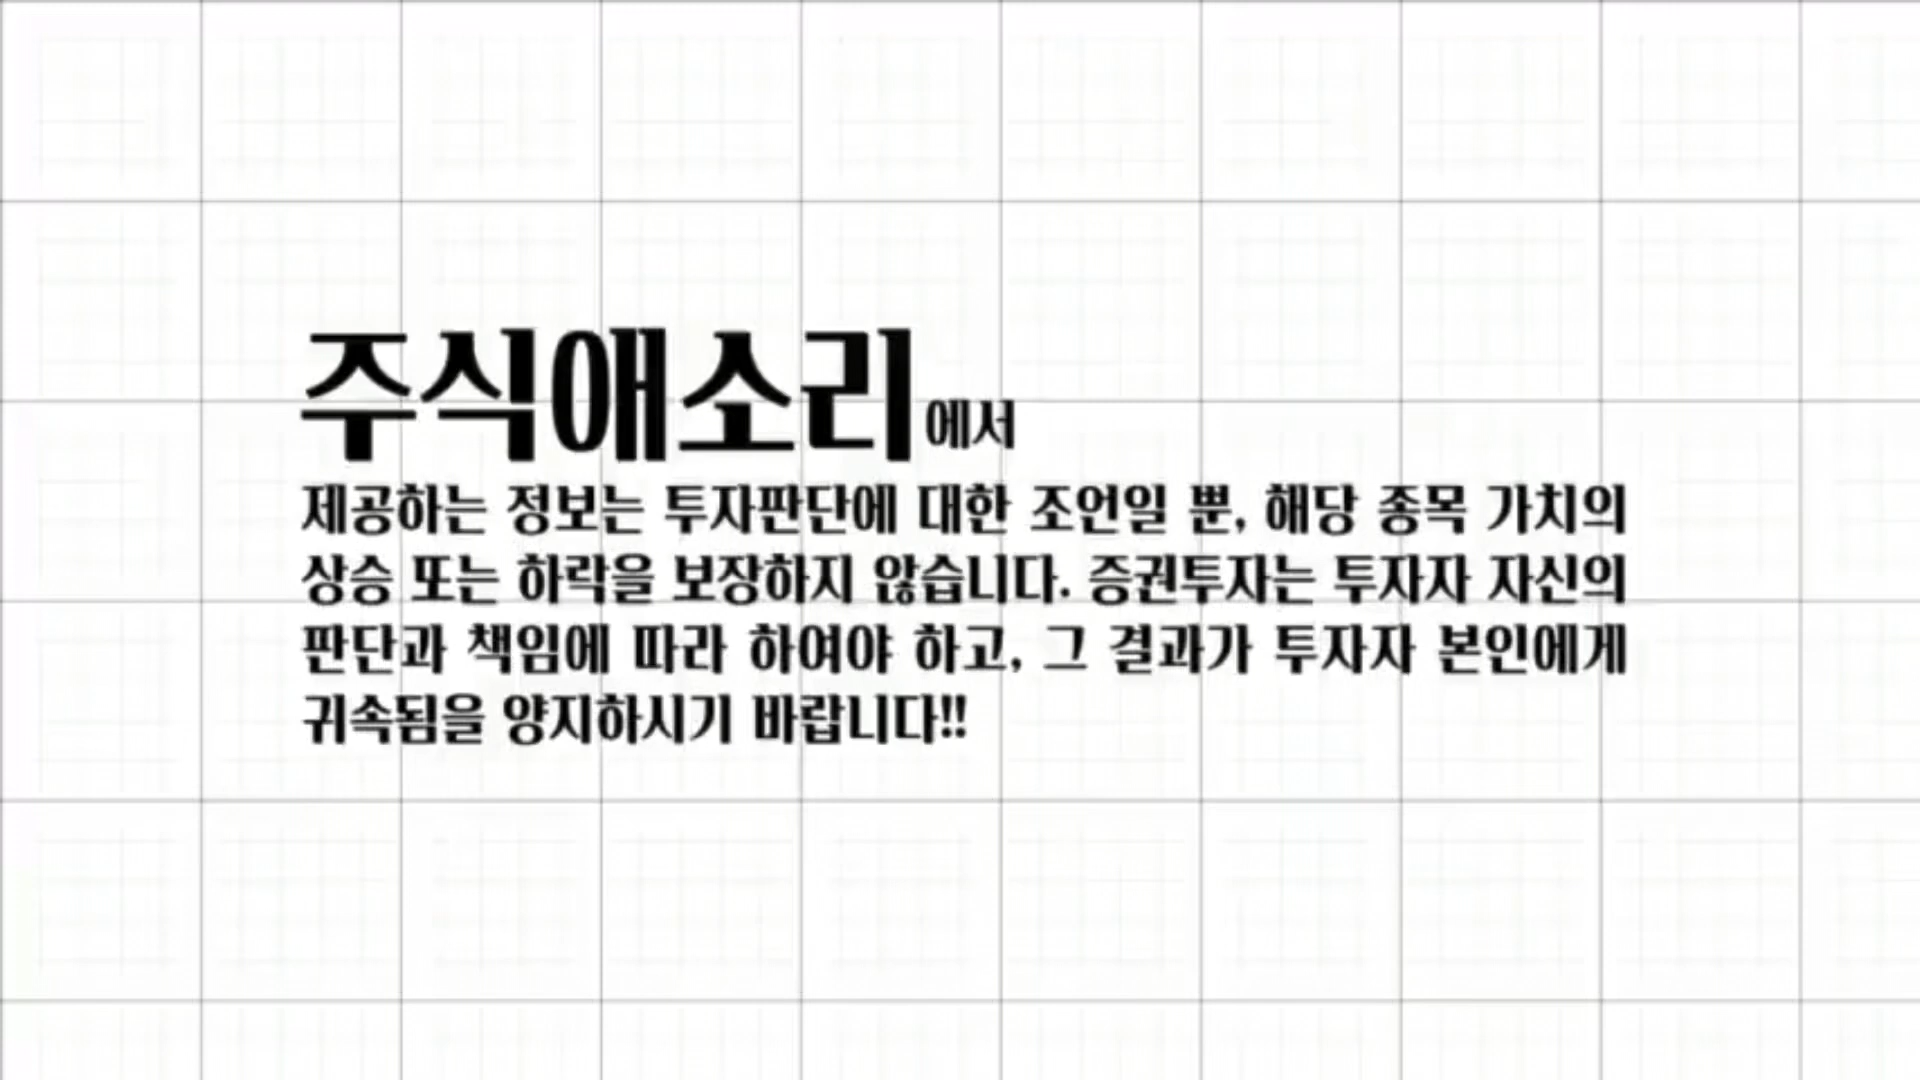 주식애소리에서
제공하는 정보는 투자판단에 대한 조언일 뿐, 해당 종목 가치의
상승 또는 하락을 보장하지 않습니다. 증권투자는 투자자 자신의
판단과 책임에 따라 하여야 하고, 그 결과가 투자자 본인에게
귀속됨을 양지하시기 바랍니다!!